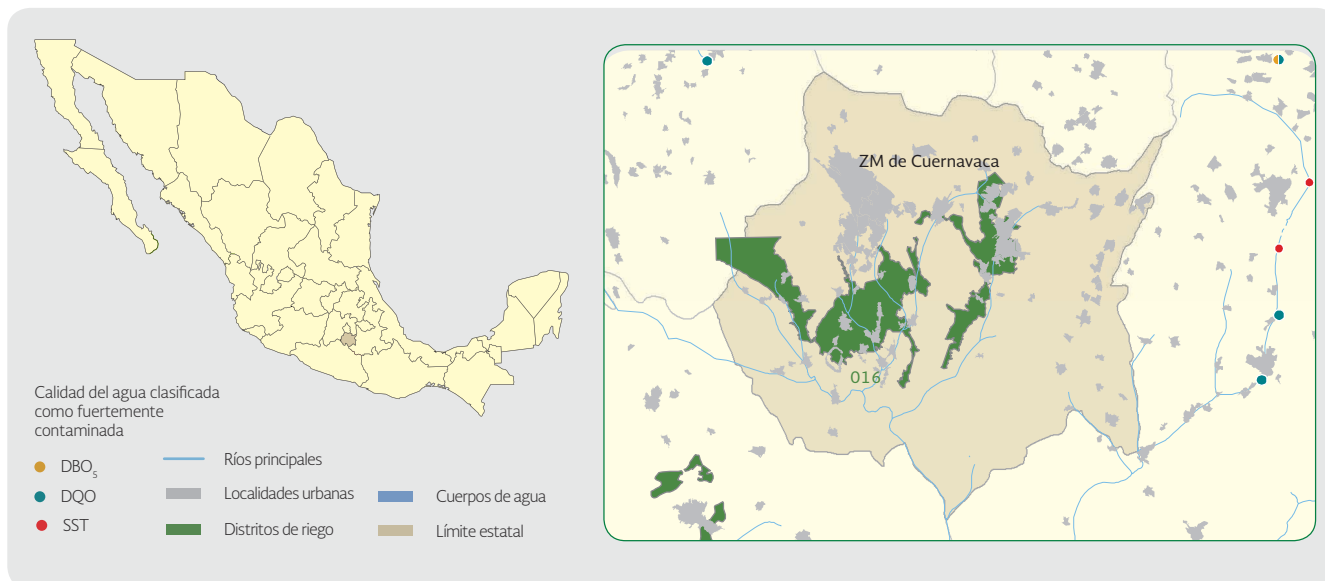 ZM de Cuernavaca
016
Calidad del agua clasificada
como fuertemente
contaminada
DBO5
DQO
SST
Ríos principales
Localidades urbanas
Distritos de riego
Cuerpos de agua
Límite estatal